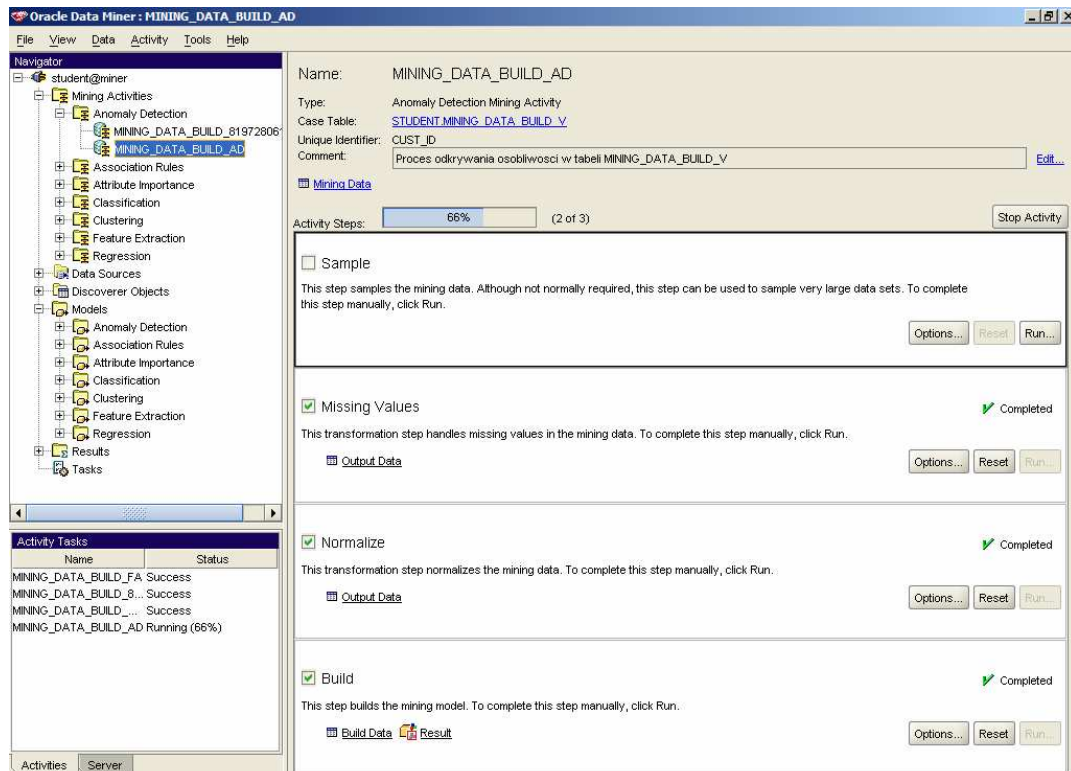 Oracle Data Miner : MINING_DATA_BUILD_AD
File View Data Activity Tools Help
Navigator
student@miner
Mining Activities
Anomaly Detection
MINING_DATA_BUILD_81972806
MINING_DATA_BUILD_AD
Association Rules
Attribute Importance
Classification
Clustering
Feature Extraction
Regression
Data Sources
Discoverer Objects
Models
Anomaly Detection
Association Rules
Attribute Importance
Classification
Clustering
Feature Extraction
Regression
Results
Tasks
Activity Tasks
Name Status
MINING_DATA_BUILD_FA Success
MINING_DATA_BUILD_8... Success
MINING_DATA_BUILD_... Success
MINING_DATA_BUILD_AD Running (66%)
Activities Server
Name: MINING_DATA_BUILD_AD
Type: Anomaly Detection Mining Activity
Case Table: STUDENT.MINING_DATA_BUILD_V
Unique Identifier: CUST_ID
Comment: Proces odkrywania osobliwosci w tabeli MINING_DATA_BUILD_V Edit...
Mining Data
Activity Steps: 66% (2 of 3) Stop Activity
Sample
This step samples the mining data. Although not normally required, this step can be used to sample very large data sets. To complete
this step manually, click Run.
Options... Reset Run...
Missing Values Completed
This transformation step handles missing values in the mining data. To complete this step manually, click Run.
Output Data Options... Reset Run...
Normalize Completed
This transformation step normalizes the mining data. To complete this step manually, click Run.
Output Data Options... Reset Run...
Build Completed
This step builds the mining model. To complete this step manually, click Run.
Build Data Result Options... Reset Run...